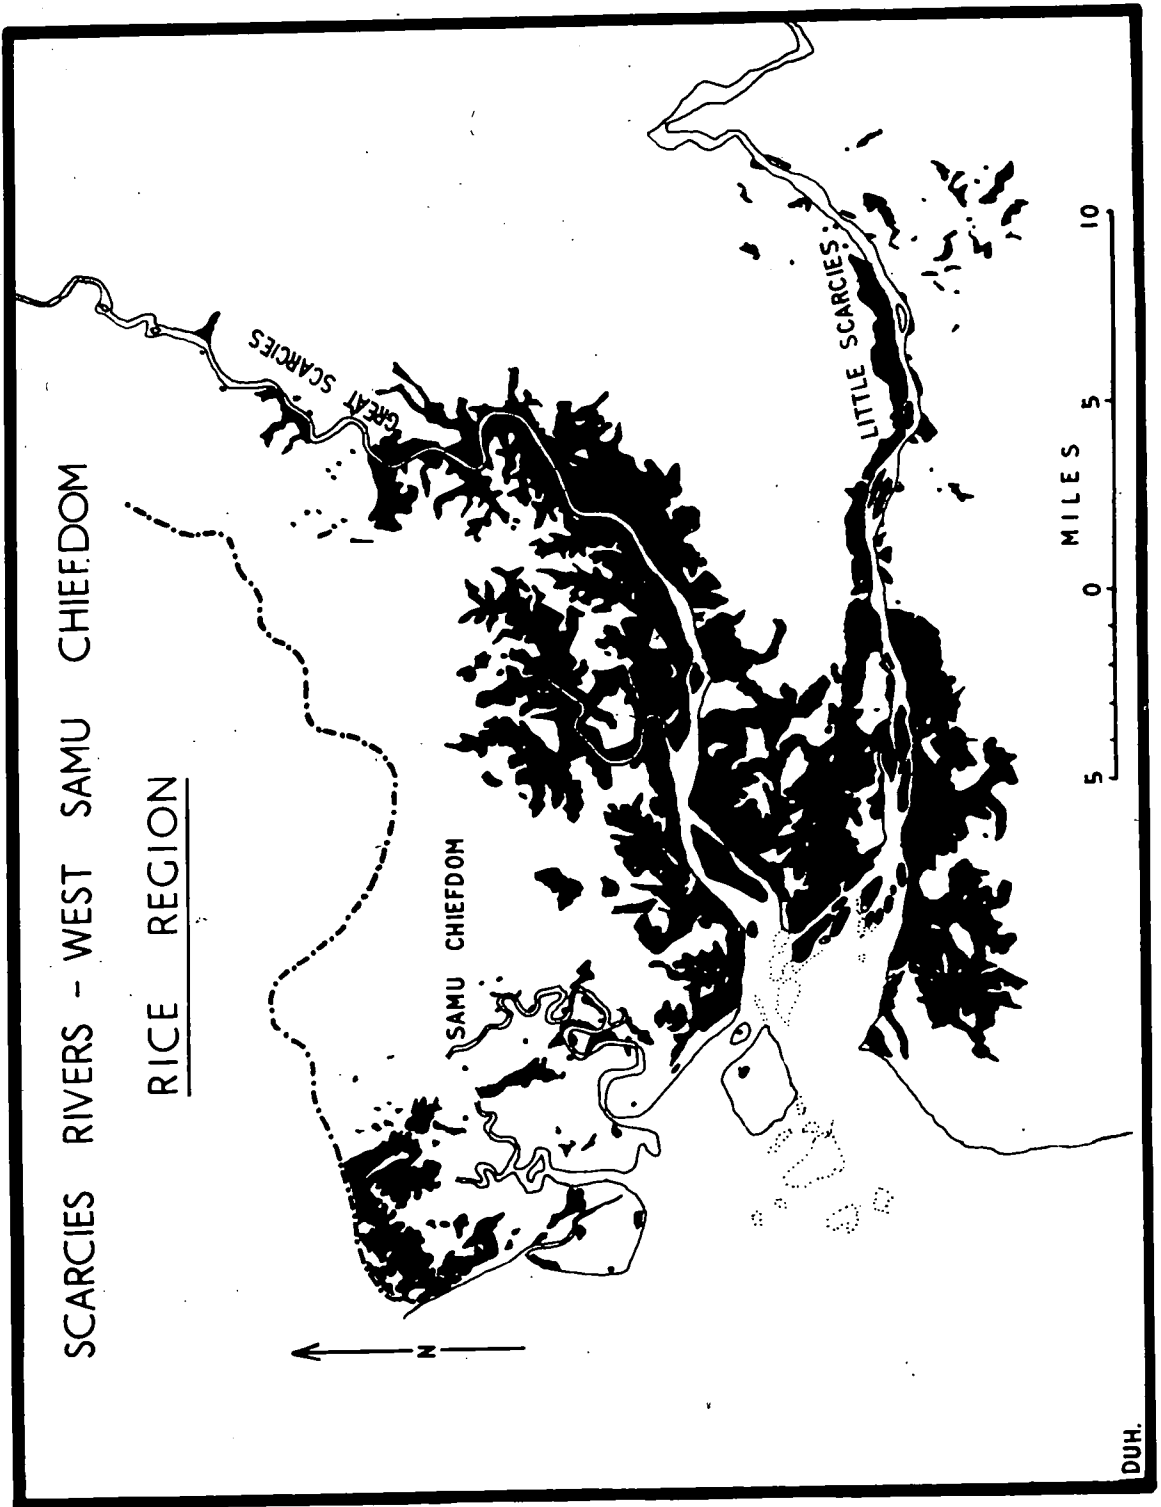 SCARCIES RIVERS - WEST SAMU CHIEFDOM
RICE REGION
GREAT SCARCIES
SAMU CHIEFDOM
LITTLE SCARCIES
N
MILES
5 0 5 10
DUH.